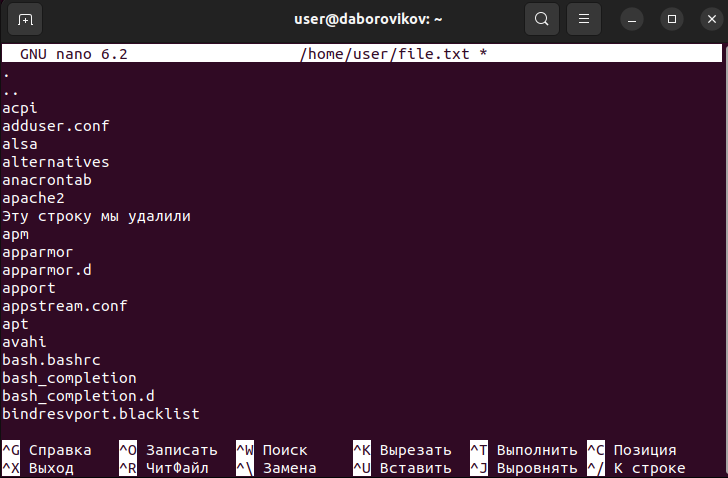 user@daborovikov: ~
GNU nano 6.2 /home/user/file.txt *
.
..
acpi
adduser.conf
alsa
alternatives
anacrontab
apache2
Эту строку мы удалили
apm
apparmor
apparmor.d
apport
appstream.conf
apt
avahi
bash.bashrc
bash_completion
bash_completion.d
bindresvport.blacklist
^G Справка ^O Записать ^W Поиск ^K Вырезать ^T Выполнить ^C Позиция
^X Выход ^R ЧитФайл ^\ Замена ^U Вставить ^J Выровнять ^/ К строке